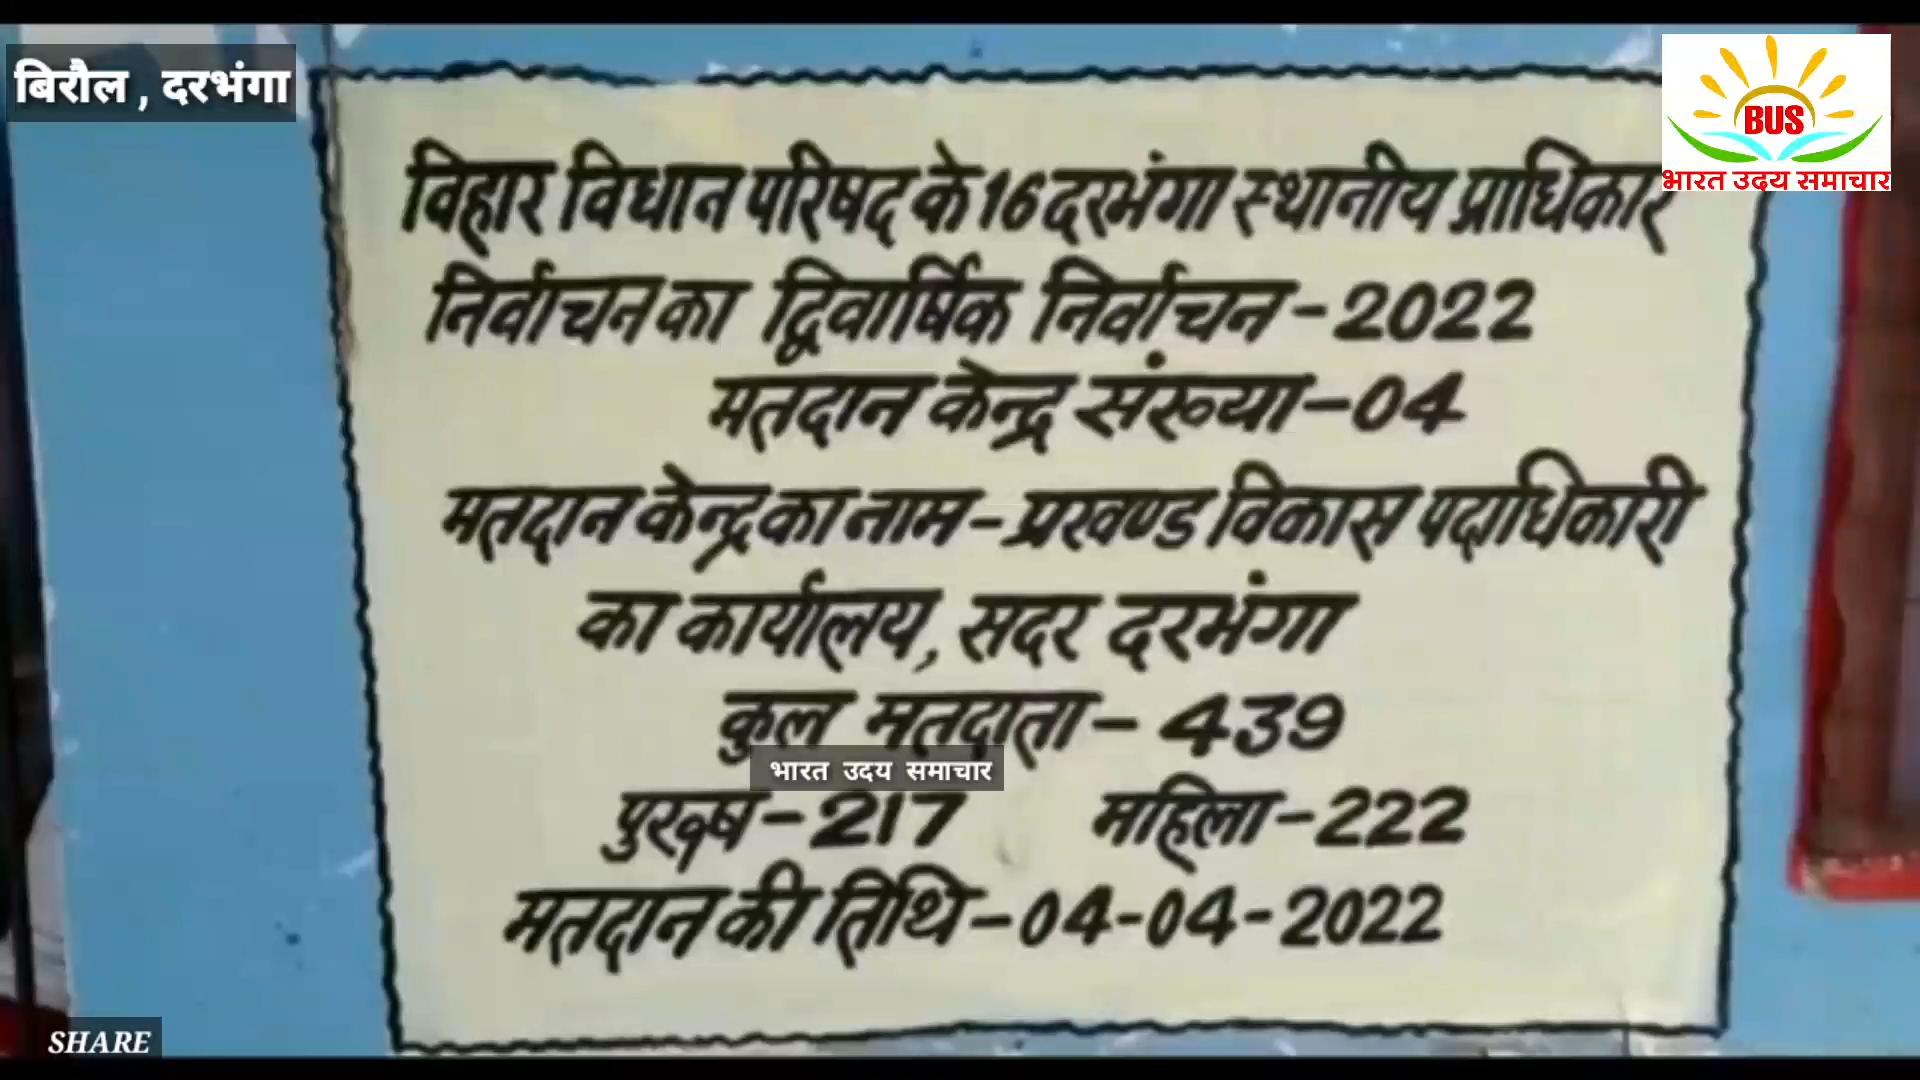 बिरौल , दरभंगा
BUS
भारत उदय समाचार
विहार विधान परिषद के 16 दरभंगा स्थानीय प्राधिकार
निर्वाचन का द्विवार्षिक निर्वाचन-2022
मतदान केन्द्र संख्या-04
मतदान केन्द्र का नाम-प्रखण्ड विकास पदाधिकारी
का कार्यालय, सदर दरभंगा
कुल मतदाता-439
भारत उदय समाचार
पुरूष-217 महिला-222
मतदान की तिथि-04-04-2022
SHARE